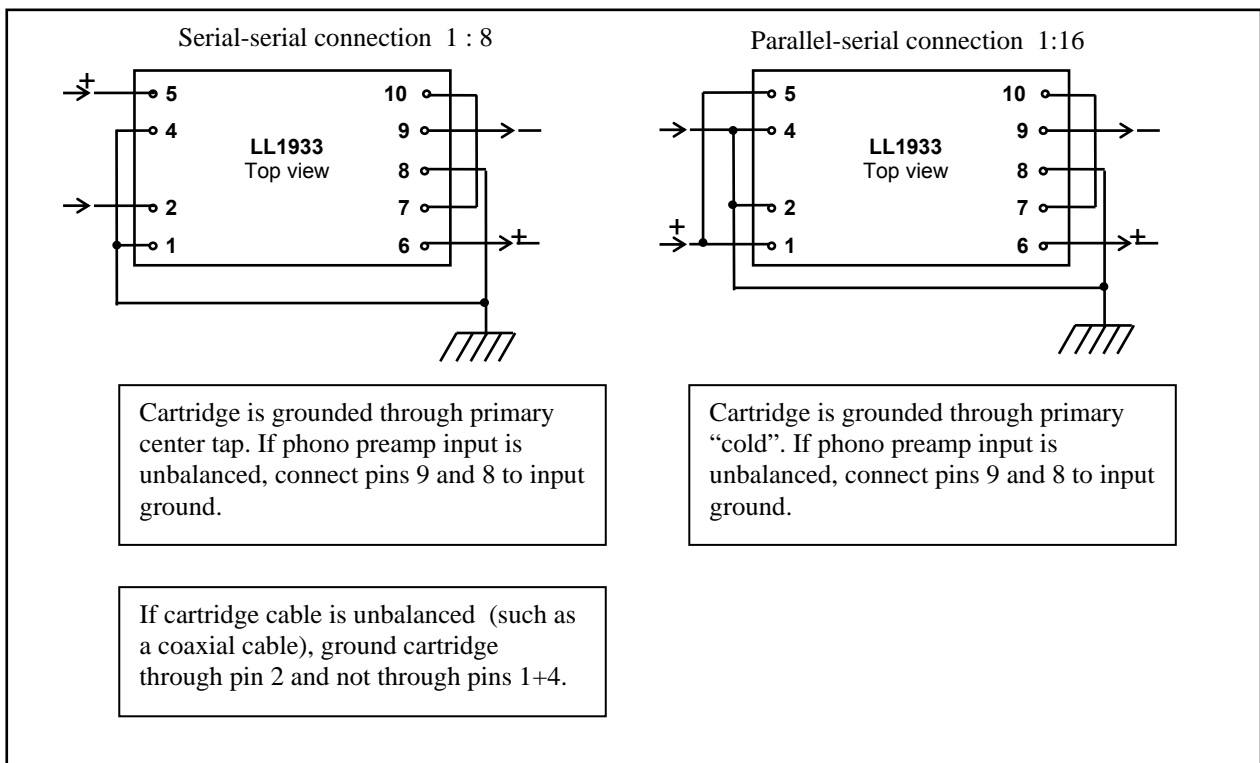 Serial-serial connection 1 : 8
+
5
4
2
1
LL1933
Top view
10
9
8
7
6
+
Cartridge is grounded through primary
center tap. If phono preamp input is
unbalanced, connect pins 9 and 8 to input
ground.
If cartridge cable is unbalanced (such as
a coaxial cable), ground cartridge
through pin 2 and not through pins 1+4.
Parallel-serial connection 1:16
5
4
2
+
1
LL1933
Top view
10
9
8
7
6
+
Cartridge is grounded through primary
“cold”. If phono preamp input is
unbalanced, connect pins 9 and 8 to input
ground.